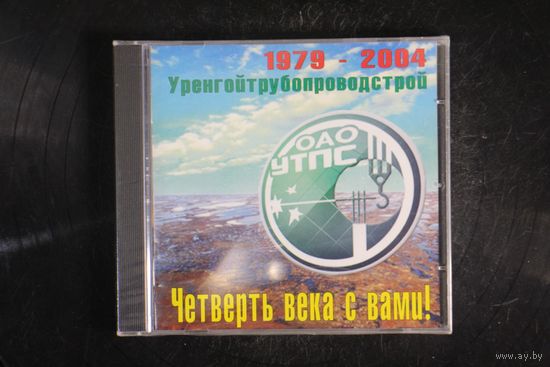 1979 - 2004
Уренгойтрубопроводстрой
ОАО
УТПС
Четверть века с вами!
www.ay.by